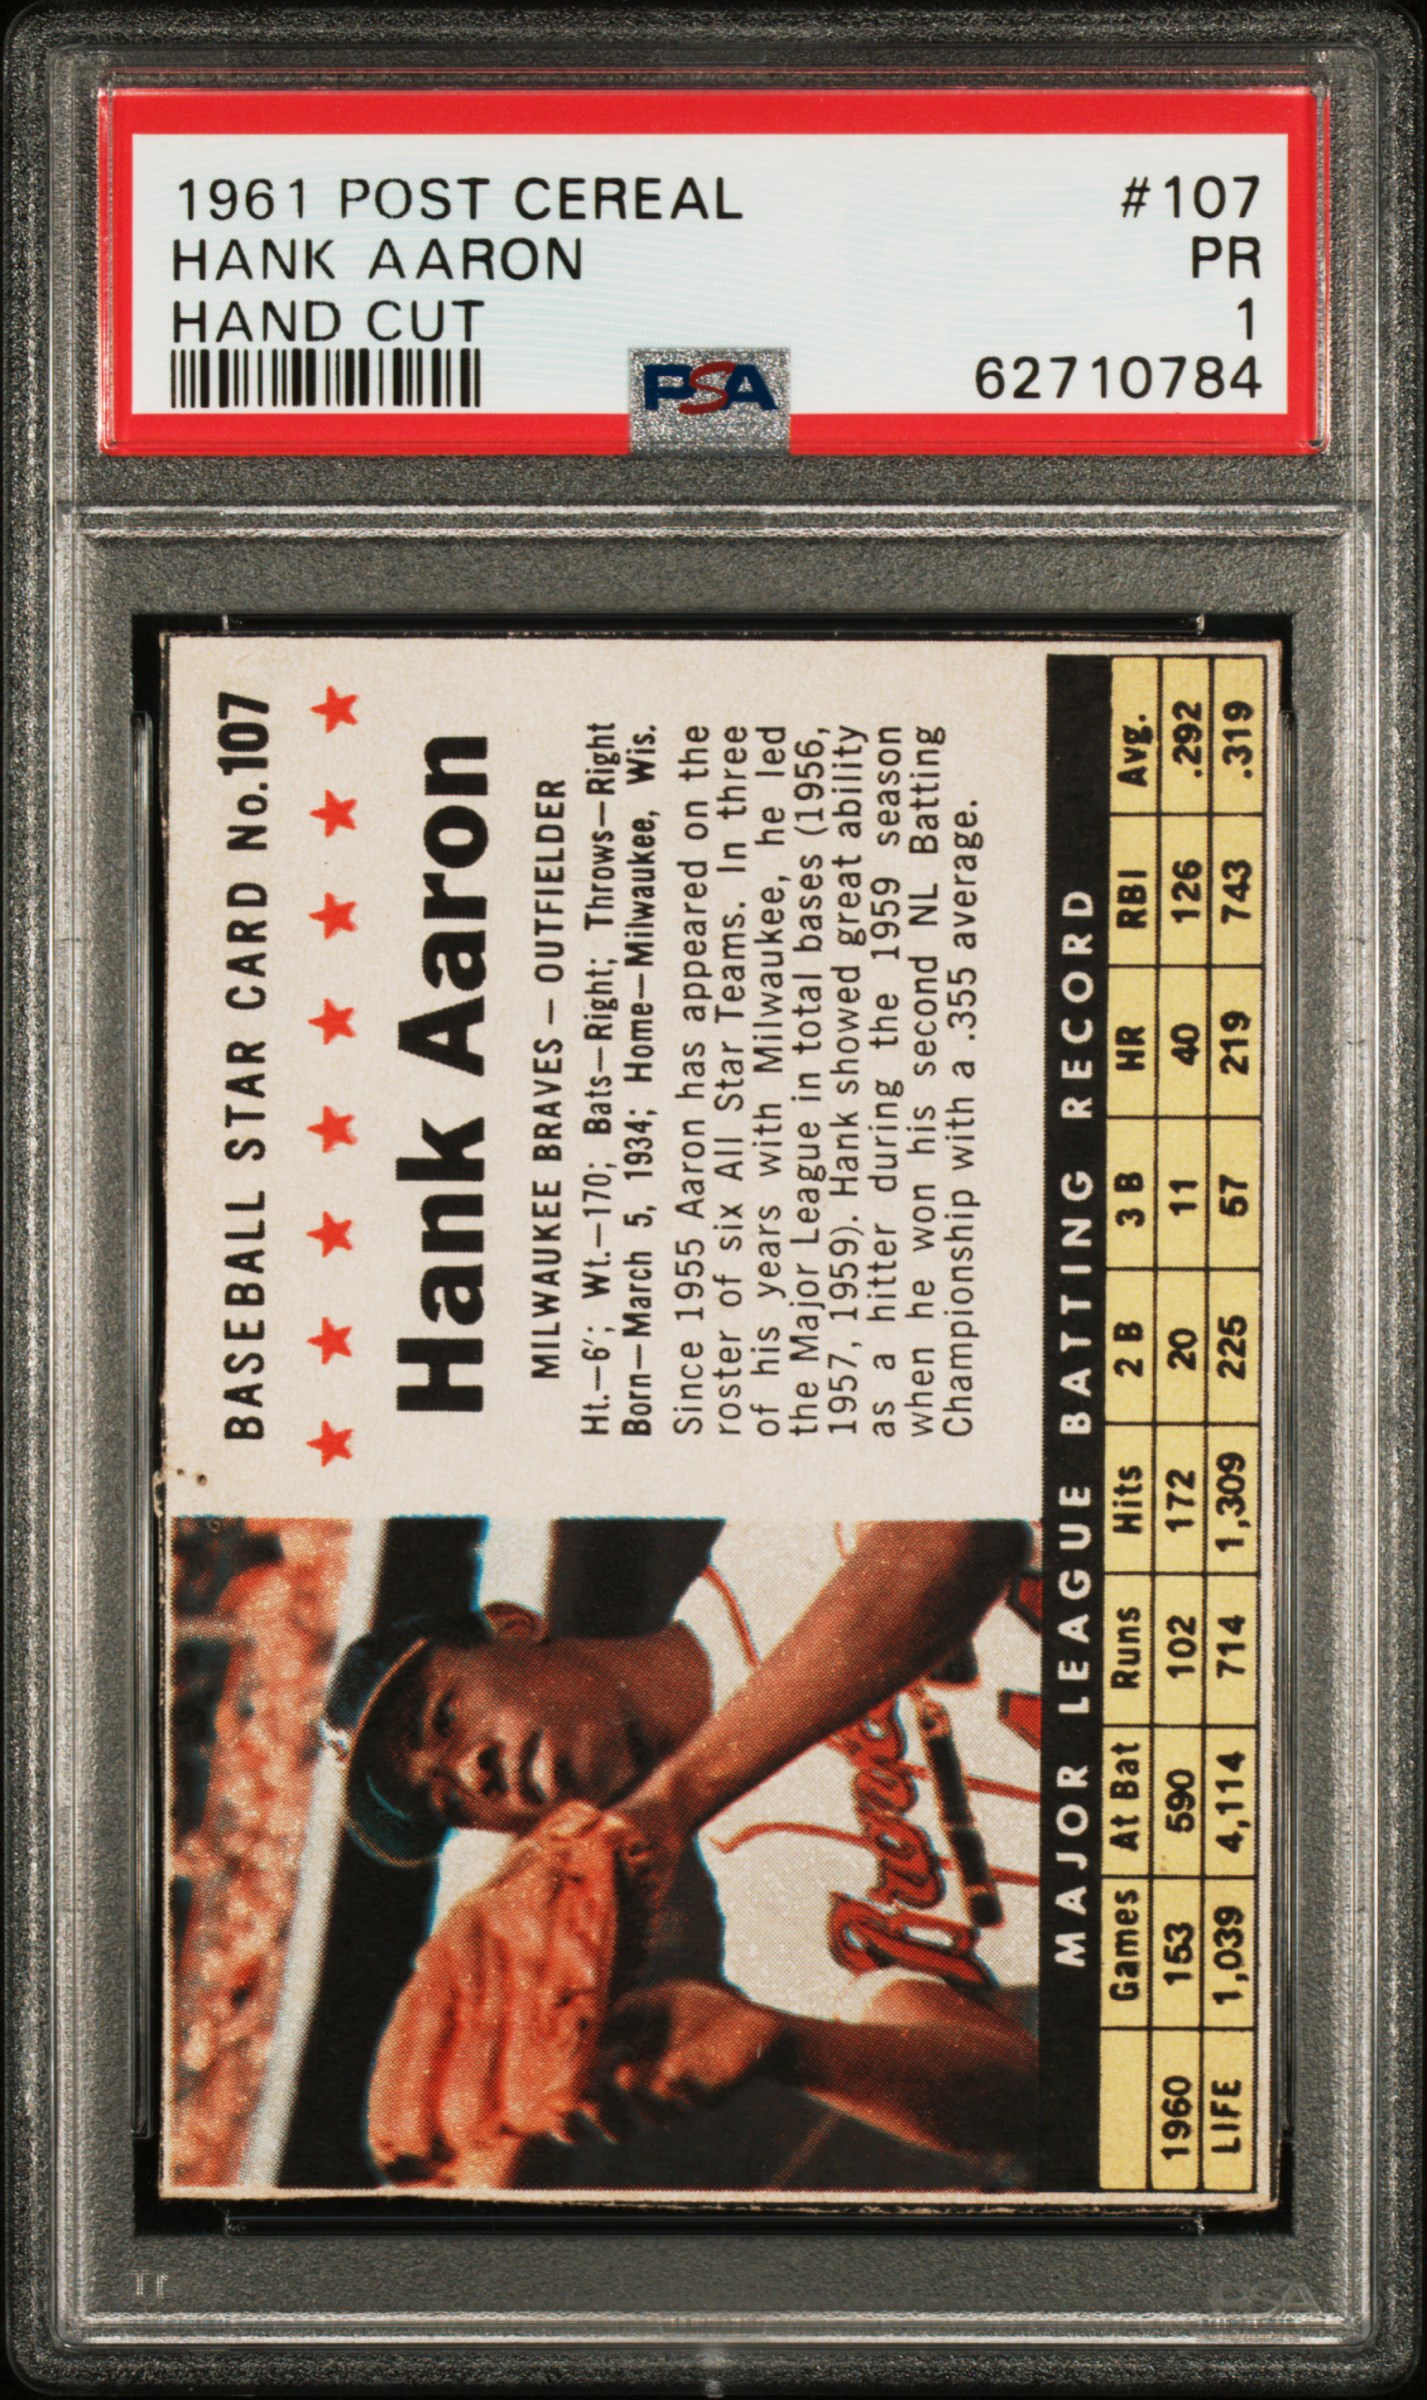 1961 POST CEREAL #107
HANK AARON PR
HAND CUT 1
PSA 62710784
BASEBALL STAR CARD No.107
Hank Aaron
MILWAUKEE BRAVES – OUTFIELDER
Ht.—6'; Wt.—170; Bats—Right; Throws—Right
Born—March 5, 1934; Home—Milwaukee, Wis.
Since 1955 Aaron has appeared on the
roster of six All Star Teams. In three
of his years with Milwaukee, he led
the Major League in total bases (1956,
1957, 1959). Hank showed great ability
as a hitter during the 1959 season
when he won his second NL Batting
Championship with a .355 average.
Braves
MAJOR LEAGUE BATTING RECORD
Games At Bat Runs Hits 2 B 3 B HR RBI Avg.
1960 153 590 102 172 20 11 40 126 .292
LIFE 1,039 4,114 714 1,309 225 57 219 743 .319
PSA